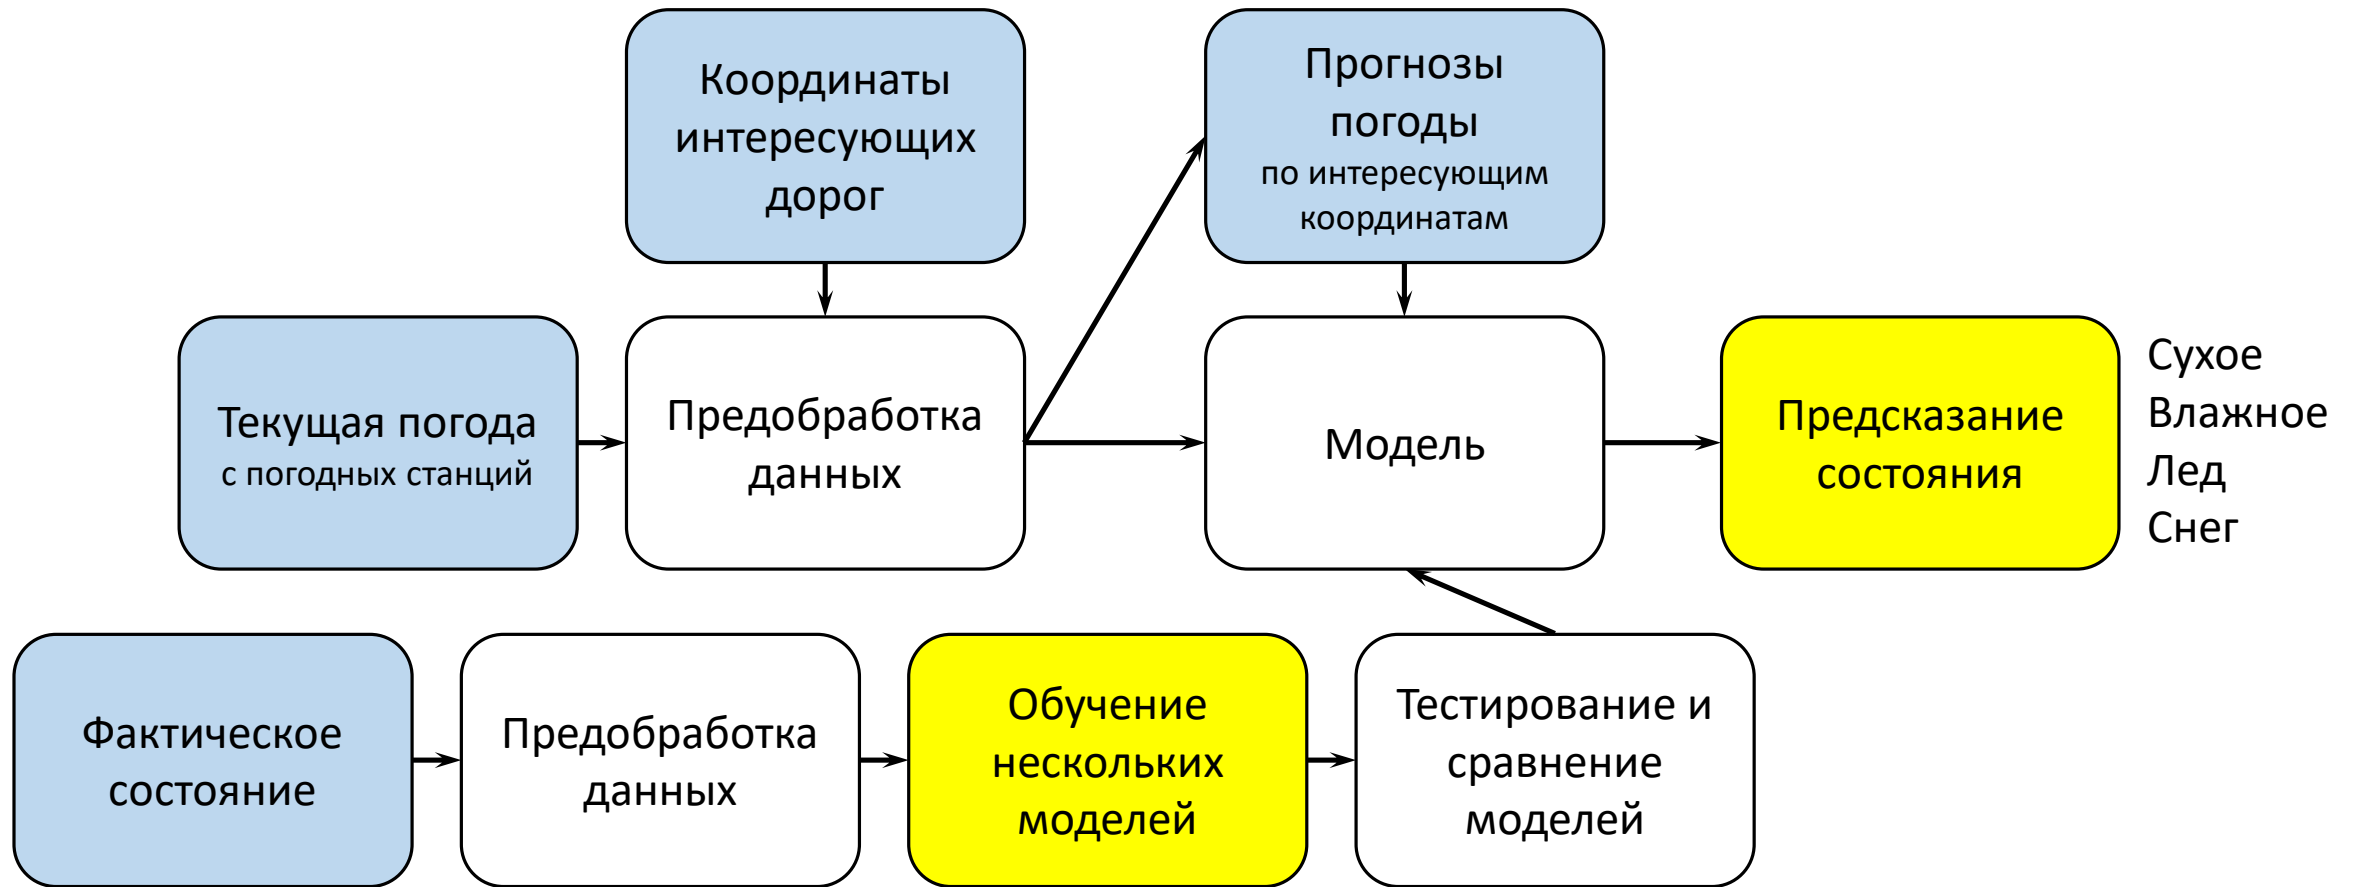 Координаты
интересующих
дорог
Прогнозы
погоды
по интересующим
координатам
Текущая погода
с погодных станций
Предобработка
данных
Модель
Предсказание
состояния
Сухое
Влажное
Лед
Снег
Фактическое
состояние
Предобработка
данных
Обучение
нескольких
моделей
Тестирование и
сравнение
моделей